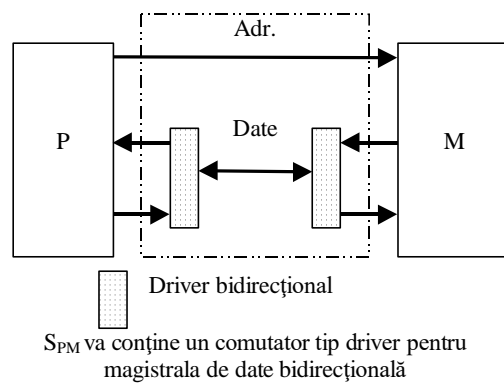 Adr.
P
Date
M
Driver bidirecţional
SPM va conţine un comutator tip driver pentru
magistrala de date bidirecţională